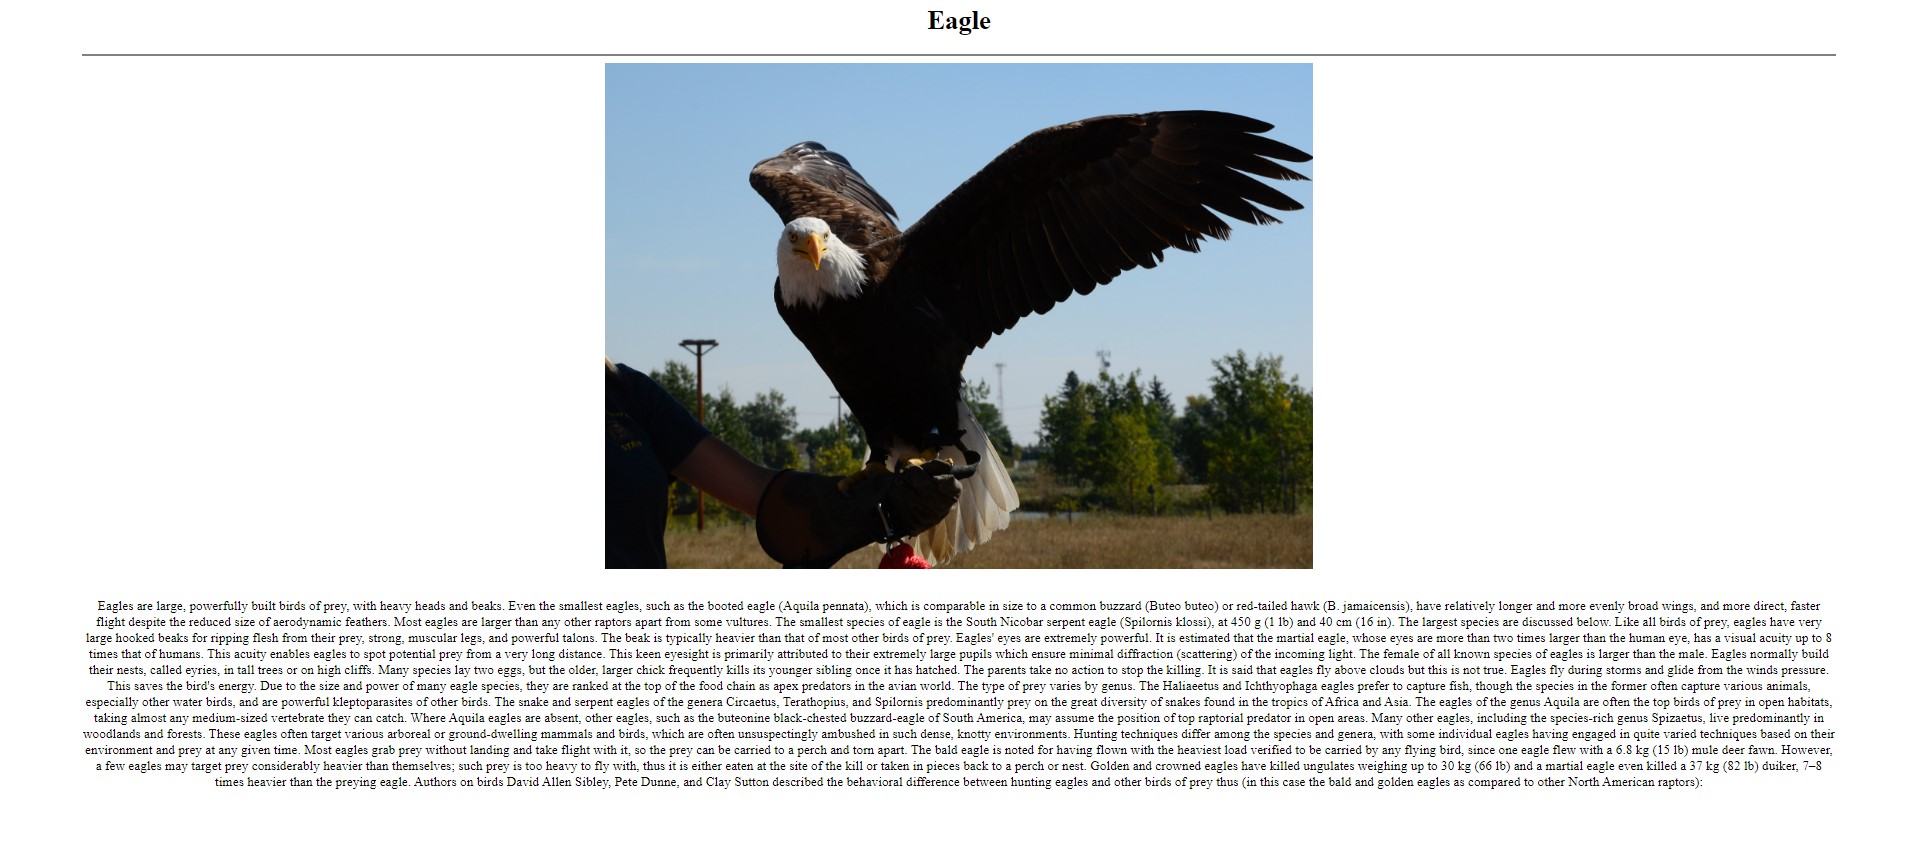 Eagle
Eagles are large, powerfully built birds of prey, with heavy heads and beaks. Even the smallest eagles, such as the booted eagle (Aquila pennata), which is comparable in size to a common buzzard (Buteo buteo) or red-tailed hawk (B. jamaicensis), have relatively longer and more evenly broad wings, and more direct, faster
flight despite the reduced size of aerodynamic feathers. Most eagles are larger than any other raptors apart from some vultures. The smallest species of eagle is the South Nicobar serpent eagle (Spilornis klossi), at 450 g (1 lb) and 40 cm (16 in). The largest species are discussed below. Like all birds of prey, eagles have very
large hooked beaks for ripping flesh from their prey, strong, muscular legs, and powerful talons. The beak is typically heavier than that of most other birds of prey. Eagles' eyes are extremely powerful. It is estimated that the martial eagle, whose eyes are more than two times larger than the human eye, has a visual acuity up to 8
times that of humans. This acuity enables eagles to spot potential prey from a very long distance. This keen eyesight is primarily attributed to their extremely large pupils which ensure minimal diffraction (scattering) of the incoming light. The female of all known species of eagles is larger than the male. Eagles normally build
their nests, called eyries, in tall trees or on high cliffs. Many species lay two eggs, but the older, larger chick frequently kills its younger sibling once it has hatched. The parents take no action to stop the killing. It is said that eagles fly above clouds but this is not true. Eagles fly during storms and glide from the winds pressure.
This saves the bird's energy. Due to the size and power of many eagle species, they are ranked at the top of the food chain as apex predators in the avian world. The type of prey varies by genus. The Haliaeetus and Ichthyophaga eagles prefer to capture fish, though the species in the former often capture various animals,
especially other water birds, and are powerful kleptoparasites of other birds. The snake and serpent eagles of the genera Circaetus, Terathopius, and Spilornis predominantly prey on the great diversity of snakes found in the tropics of Africa and Asia. The eagles of the genus Aquila are often the top birds of prey in open habitats,
taking almost any medium-sized vertebrate they can catch. Where Aquila eagles are absent, other eagles, such as the buteonine black-chested buzzard-eagle of South America, may assume the position of top raptorial predator in open areas. Many other eagles, including the species-rich genus Spizaetus, live predominantly in
woodlands and forests. These eagles often target various arboreal or ground-dwelling mammals and birds, which are often unsuspectingly ambushed in such dense, knotty environments. Hunting techniques differ among the species and genera, with some individual eagles having engaged in quite varied techniques based on their
environment and prey at any given time. Most eagles grab prey without landing and take flight with it, so the prey can be carried to a perch and torn apart. The bald eagle is noted for having flown with the heaviest load verified to be carried by any flying bird, since one eagle flew with a 6.8 kg (15 lb) mule deer fawn. However,
a few eagles may target prey considerably heavier than themselves; such prey is too heavy to fly with, thus it is either eaten at the site of the kill or taken in pieces back to a perch or nest. Golden and crowned eagles have killed ungulates weighing up to 30 kg (66 lb) and a martial eagle even killed a 37 kg (82 lb) duiker, 7–8
times heavier than the preying eagle. Authors on birds David Allen Sibley, Pete Dunne, and Clay Sutton described the behavioral difference between hunting eagles and other birds of prey thus (in this case the bald and golden eagles as compared to other North American raptors):